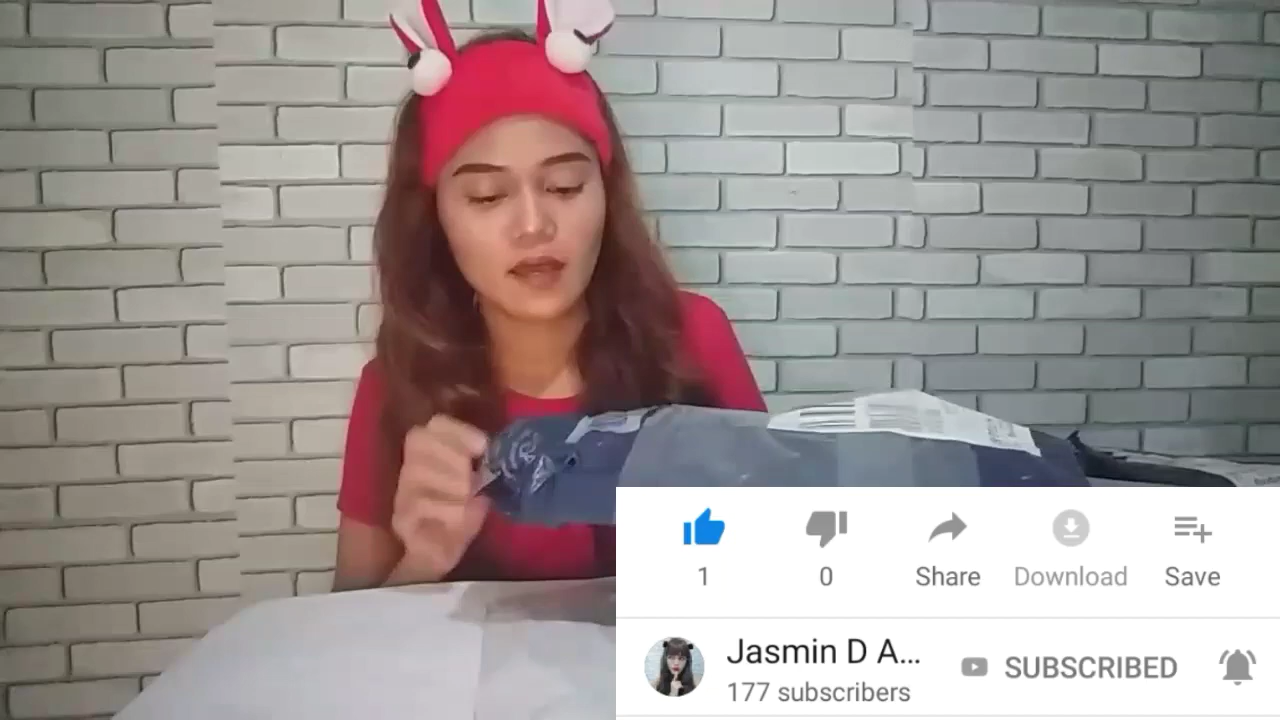 1
0
Share
Download
Save
Jasmin D A...
SUBSCRIBED
177 subscribers